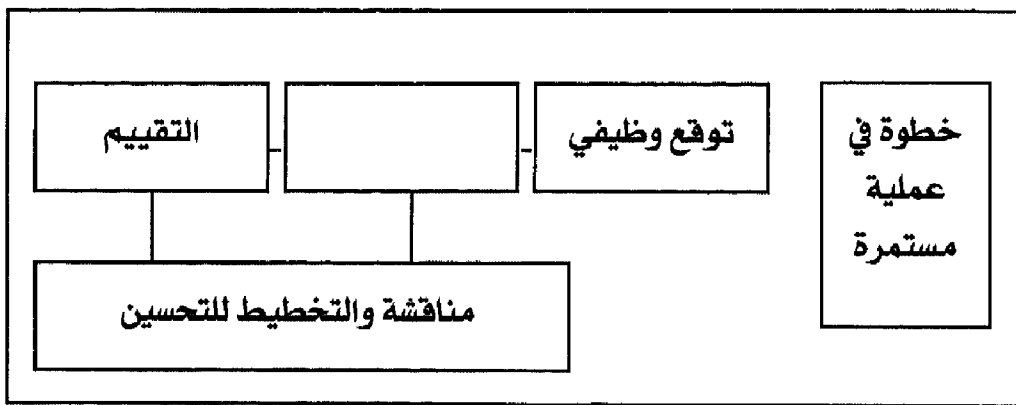 خطوة في
عملية
مستمرة
توقع وظيفي
التقييم
مناقشة والتخطيط للتحسين